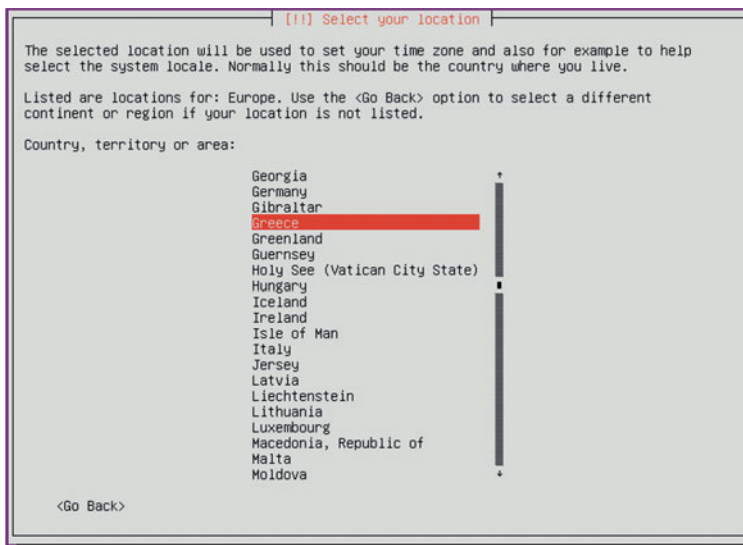 [!!] Select your location
The selected location will be used to set your time zone and also for example to help
select the system locale. Normally this should be the country where you live.
Listed are locations for: Europe. Use the <Go Back> option to select a different
continent or region if your location is not listed.
Country, territory or area:
Georgia
Germany
Gibraltar
Greece
Greenland
Guernsey
Holy See (Vatican City State)
Hungary
Iceland
Ireland
Isle of Man
Italy
Jersey
Latvia
Liechtenstein
Lithuania
Luxembourg
Macedonia, Republic of
Malta
Moldova
<Go Back>